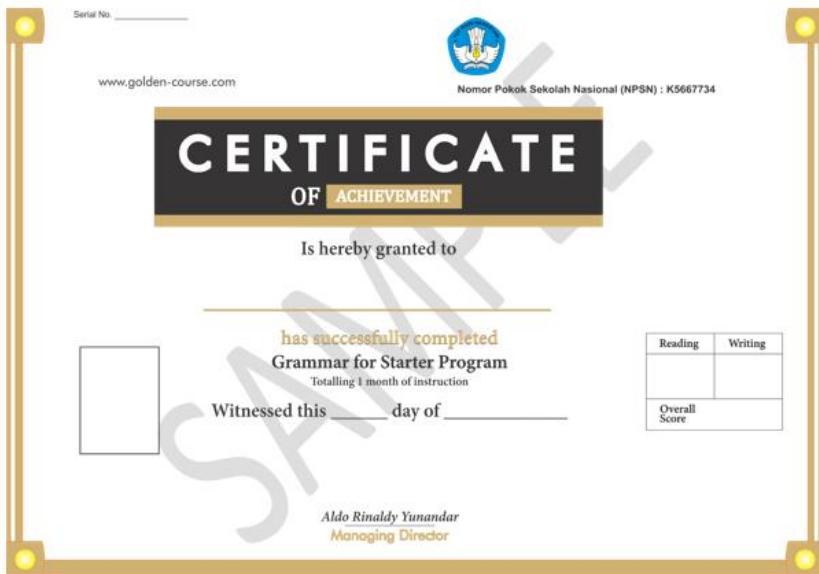 Serial No.
www.golden-course.com
Nomor Pokok Sekolah Nasional (NPSN) : K5667734
CERTIFICATE
OF ACHIEVEMENT
Is hereby granted to
has successfully completed
Grammar for Starter Program
Totalling 1 month of instruction
Witnessed this ______ day of ______________
Reading Writing
Overall
Score
Aldo Rinaldy Yunandar
Managing Director
SAMPLE